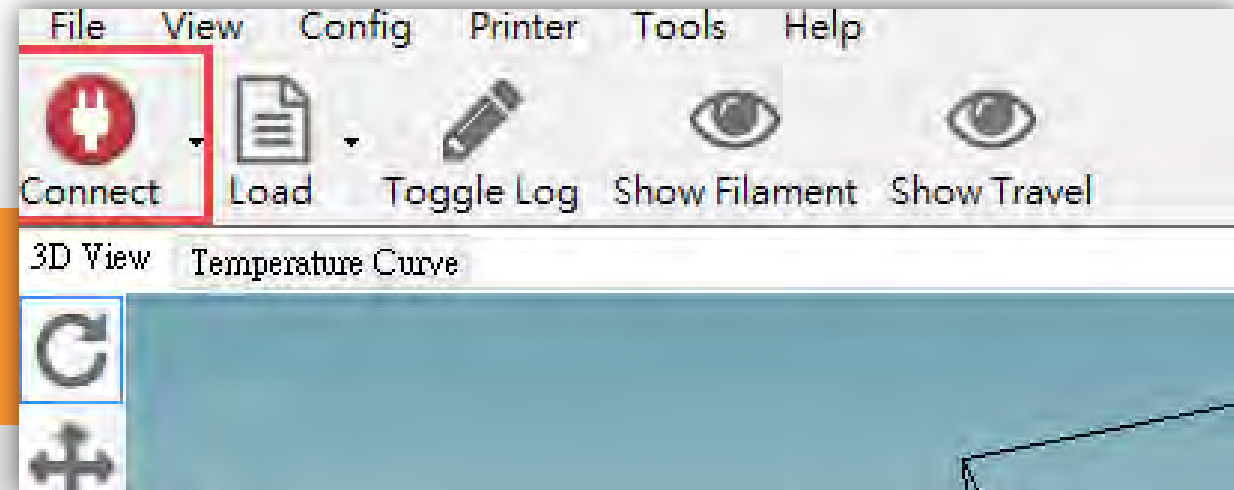 File View Config Printer Tools Help
Connect Load Toggle Log Show Filament Show Travel
3D View Temperature Curve